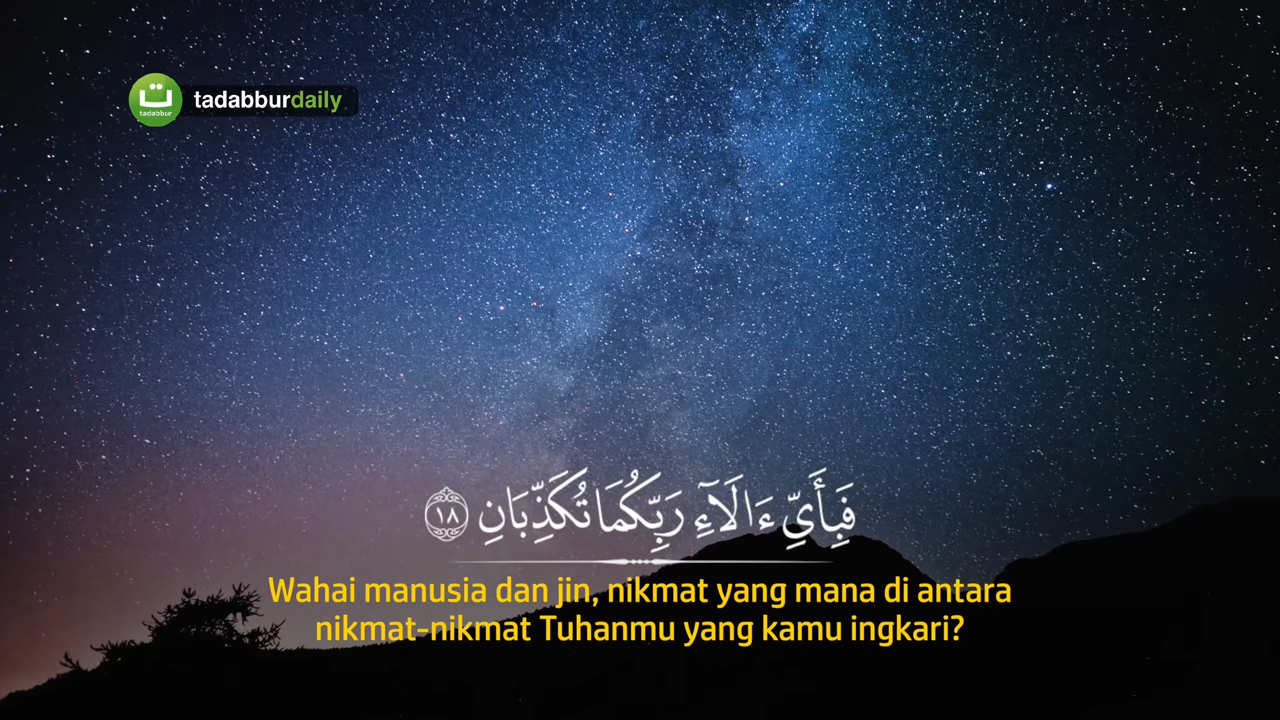 ت
tadabbur
tadabburdaily
فَبِأَيِّ ءَالَآءِ رَبِّكُمَا تُكَذِّبَانِ ١٨
Wahai manusia dan jin, nikmat yang mana di antara
nikmat-nikmat Tuhanmu yang kamu ingkari?